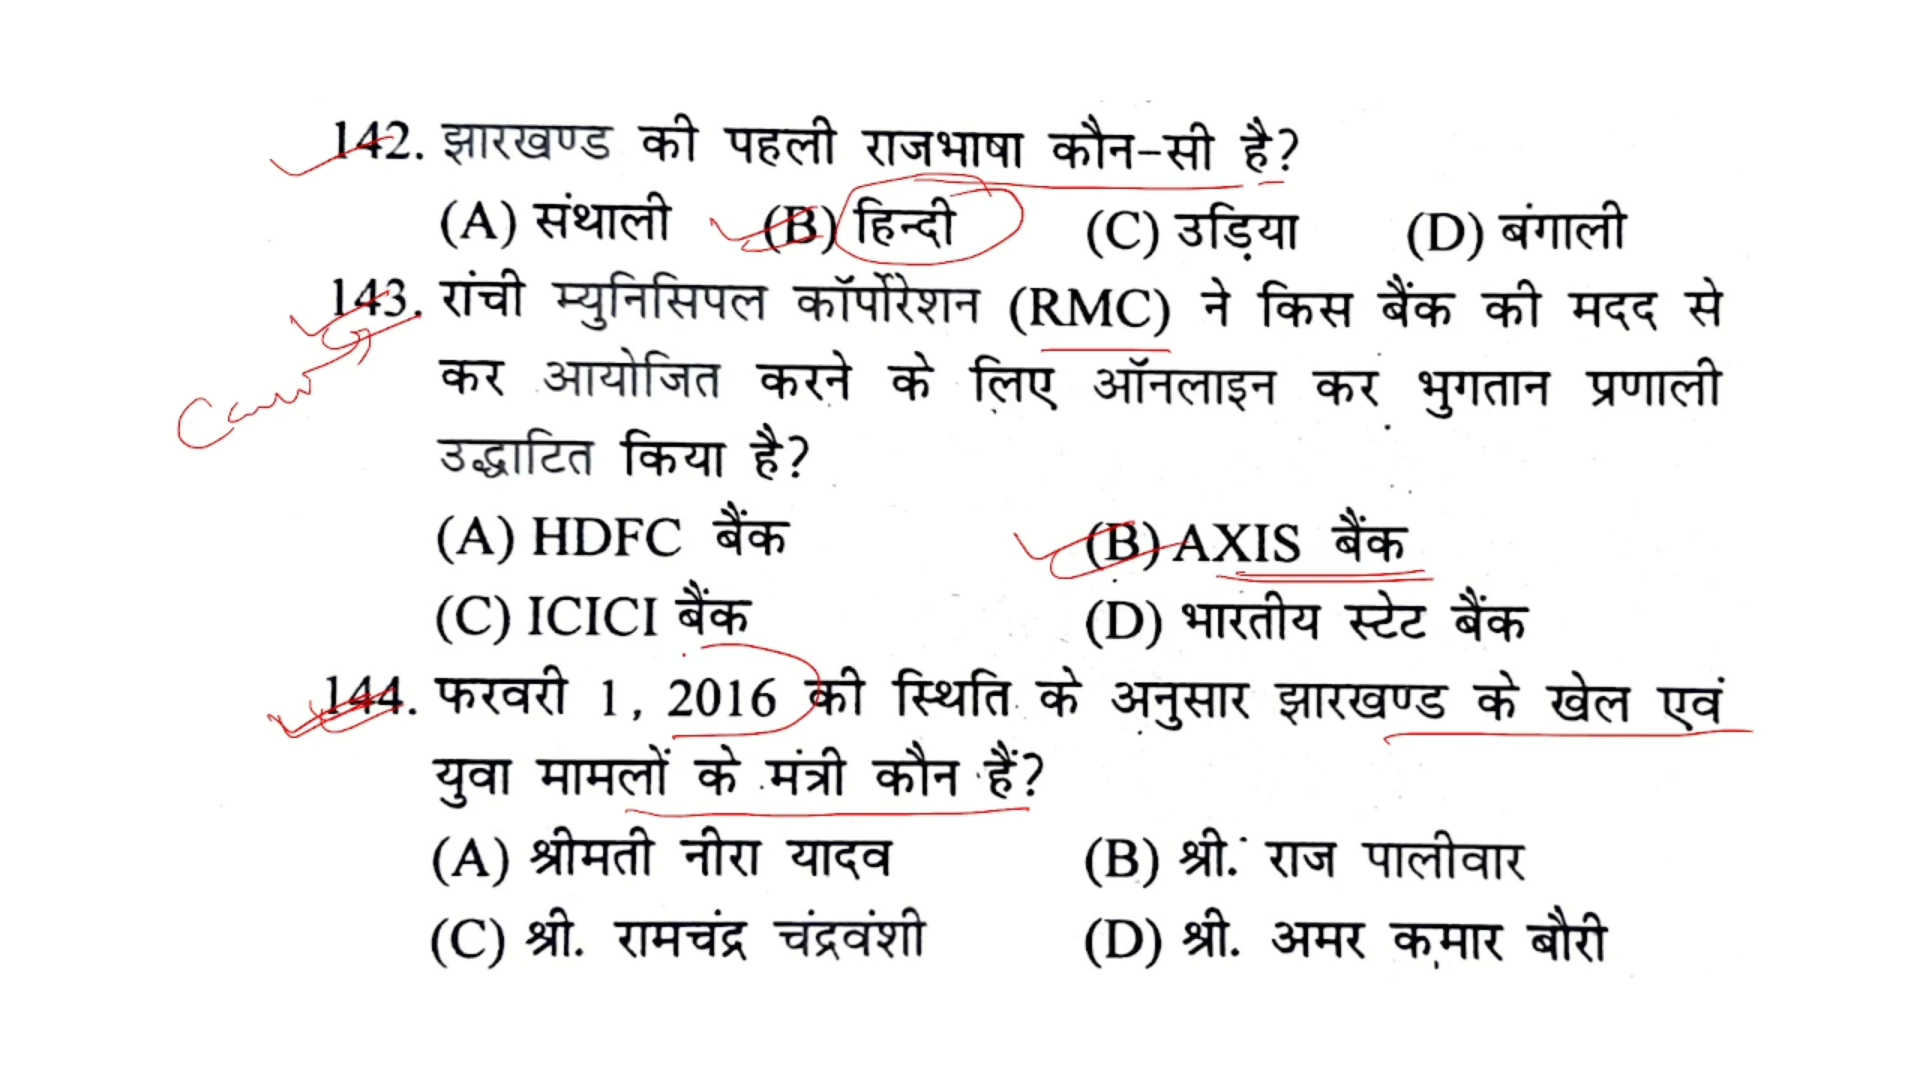 142. झारखण्ड की पहली राजभाषा कौन-सी है?
(A) संथाली (B) हिन्दी (C) उड़िया (D) बंगाली
143. रांची म्युनिसिपल कॉर्पोरेशन (RMC) ने किस बैंक की मदद से
कर आयोजित करने के लिए ऑनलाइन कर भुगतान प्रणाली
उद्घाटित किया है?
(A) HDFC बैंक (B) AXIS बैंक
(C) ICICI बैंक (D) भारतीय स्टेट बैंक
144. फरवरी 1, 2016 की स्थिति के अनुसार झारखण्ड के खेल एवं
युवा मामलों के मंत्री कौन हैं?
(A) श्रीमती नीरा यादव (B) श्री. राज पालीवार
(C) श्री. रामचंद्र चंद्रवंशी (D) श्री. अमर कुमार बौरी